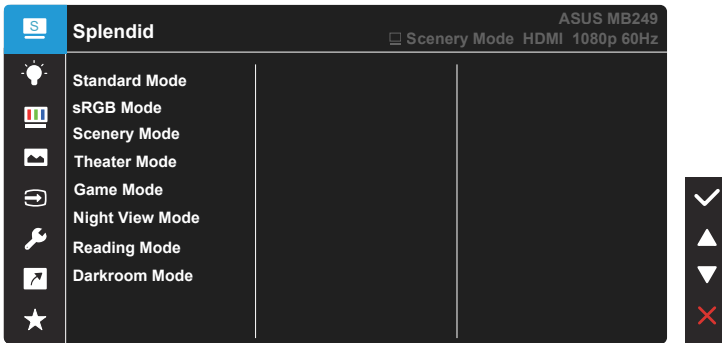 S
Splendid
ASUS MB249
Scenery Mode HDMI 1080p 60Hz
Standard Mode
sRGB Mode
Scenery Mode
Theater Mode
Game Mode
Night View Mode
Reading Mode
Darkroom Mode